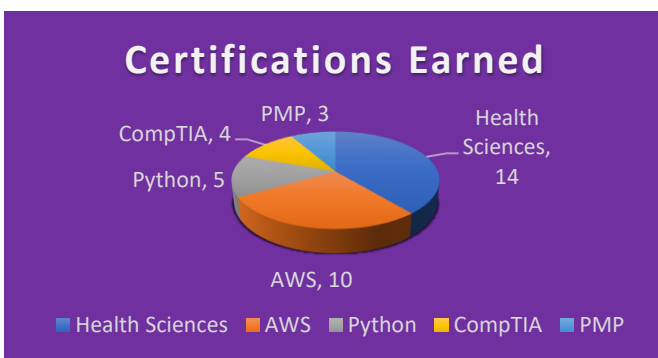 Certifications Earned
PMP, 3
Health
Sciences,
14
CompTIA, 4
Python, 5
AWS, 10
Health Sciences AWS Python CompTIA PMP